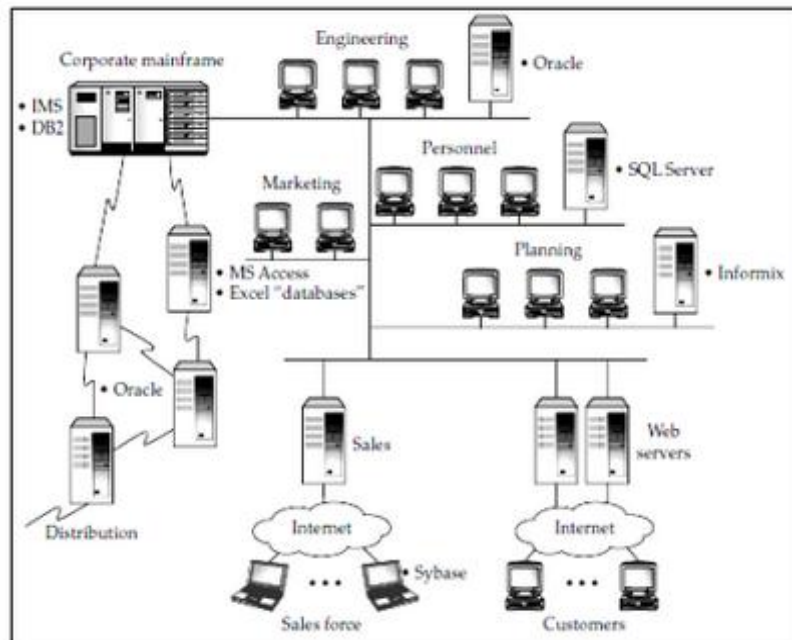 Engineering
Corporate mainframe
• Oracle
• IMS
• DB2
Personnel
• SQL Server
Marketing
Planning
• MS Access
• Excel "databases"
• Informix
• Oracle
Sales
Web
servers
Distribution
Internet
Internet
• • •
• Sybase
• • •
Sales force
Customers